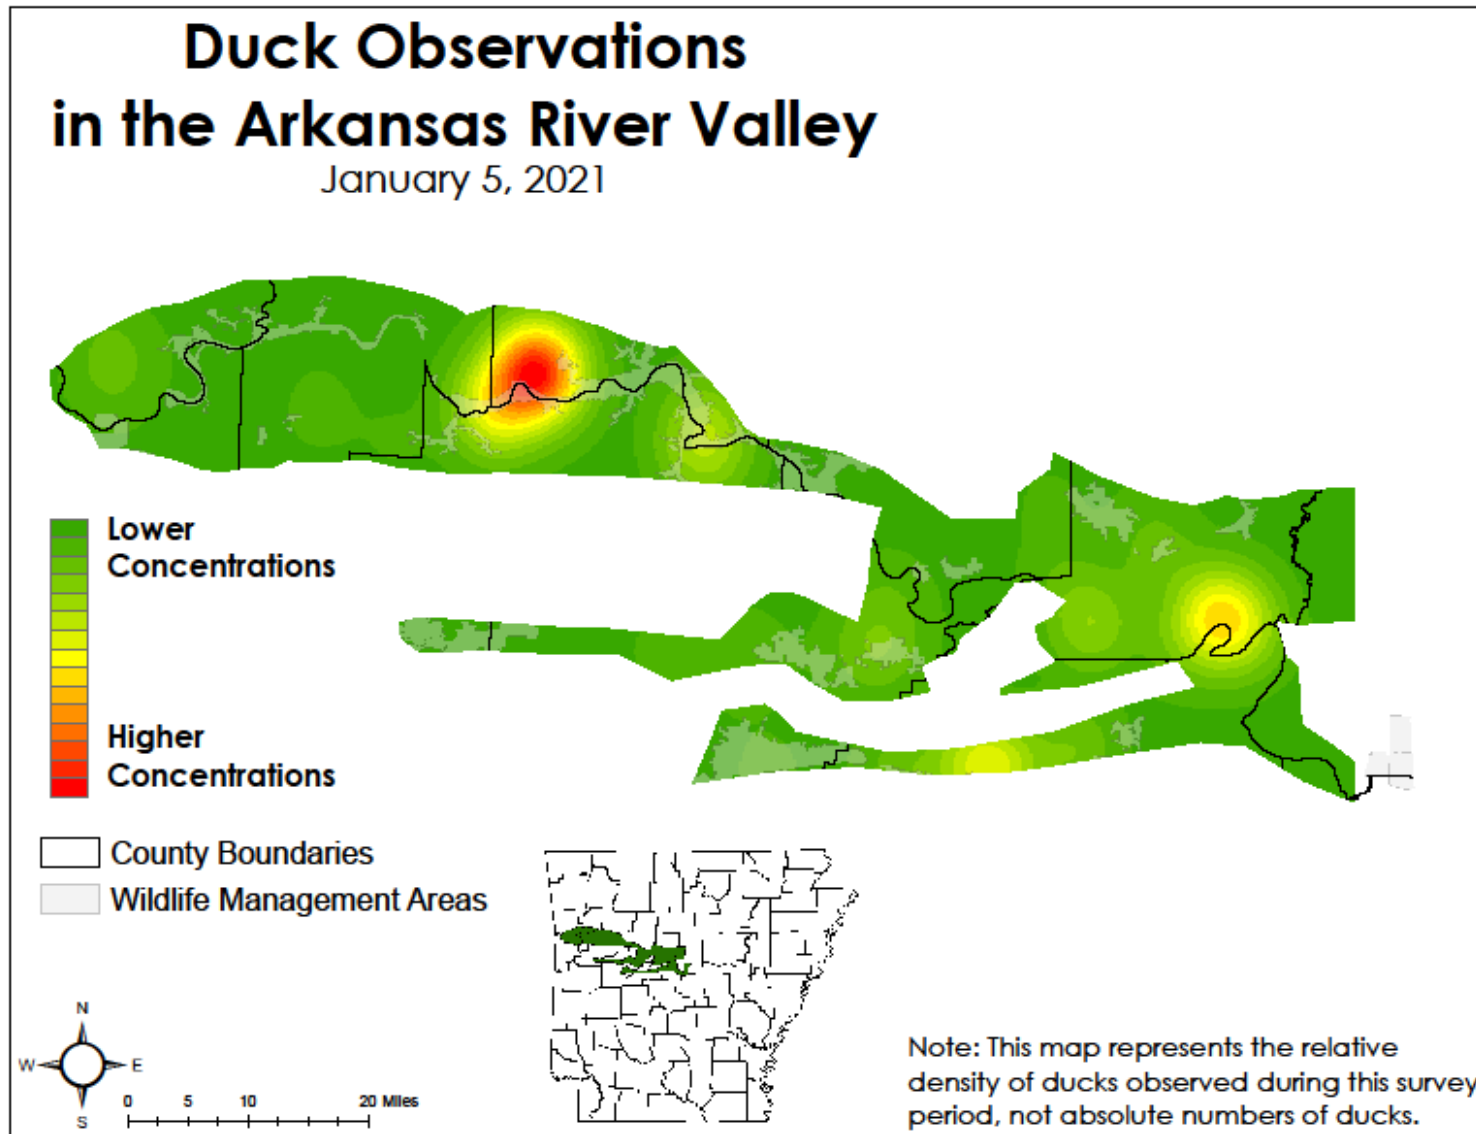 Duck Observations
in the Arkansas River Valley
January 5, 2021
Lower
Concentrations
Higher
Concentrations
County Boundaries
Wildlife Management Areas
N
W E
S
0 5 10 20 Miles
Note: This map represents the relative
density of ducks observed during this survey
period, not absolute numbers of ducks.